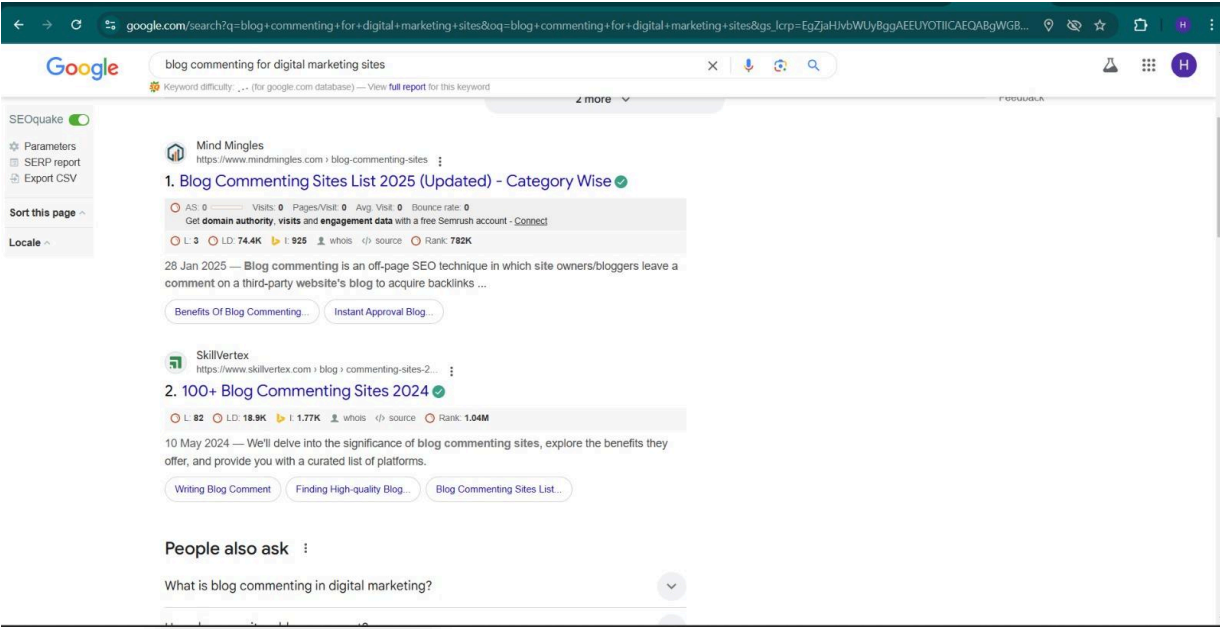 google.com/search?q=blog+commenting+for+digital+marketing+sites&oq=blog+commenting+for+digital+marketing+sites&gs_lcrp=EgZjaHJvbWUyBggAEEUYOTIICAEQABgWGB... H
Google
blog commenting for digital marketing sites
H
Keyword difficulty: ... (for google.com database) — View full report for this keyword
2 more
Feedback
SEOquake
Parameters
SERP report
Export CSV
Sort this page
Locale
Mind Mingles
https://www.mindmingles.com › blog-commenting-sites
1. Blog Commenting Sites List 2025 (Updated) - Category Wise
AS: 0 Visits: 0 Pages/Visit: 0 Avg. Visit: 0 Bounce rate: 0
Get domain authority, visits and engagement data with a free Semrush account - Connect
L: 3 LD: 74.4K I: 925 whois </> source Rank: 782K
28 Jan 2025 — Blog commenting is an off-page SEO technique in which site owners/bloggers leave a
comment on a third-party website's blog to acquire backlinks ...
Benefits Of Blog Commenting... Instant Approval Blog...
SkillVertex
https://www.skillvertex.com › blog › commenting-sites-2...
2. 100+ Blog Commenting Sites 2024
L: 82 LD: 18.9K I: 1.77K whois </> source Rank: 1.04M
10 May 2024 — We'll delve into the significance of blog commenting sites, explore the benefits they
offer, and provide you with a curated list of platforms.
Writing Blog Comment Finding High-quality Blog... Blog Commenting Sites List...
People also ask
What is blog commenting in digital marketing?